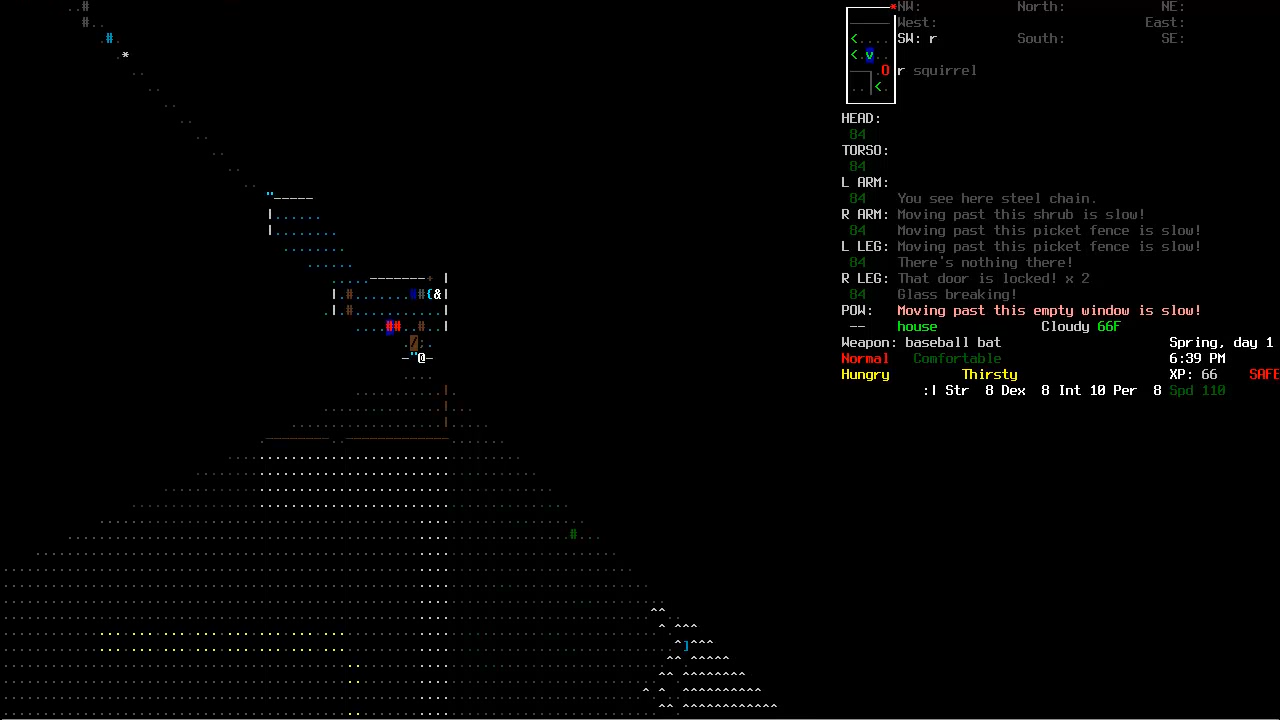 NW: North: NE:
West: East:
SW: r South: SE:
r squirrel
HEAD:
84
TORSO:
84
L ARM:
84 You see here steel chain.
R ARM: Moving past this shrub is slow!
84 Moving past this picket fence is slow!
L LEG: Moving past this picket fence is slow!
84 There's nothing there!
R LEG: That door is locked! x 2
84 Glass breaking!
POW: Moving past this empty window is slow!
-- house Cloudy 66F
Weapon: baseball bat Spring, day 1
Normal Comfortable 6:39 PM
Hungry Thirsty XP: 66 SAFE
:| Str 8 Dex 8 Int 10 Per 8 Spd 110